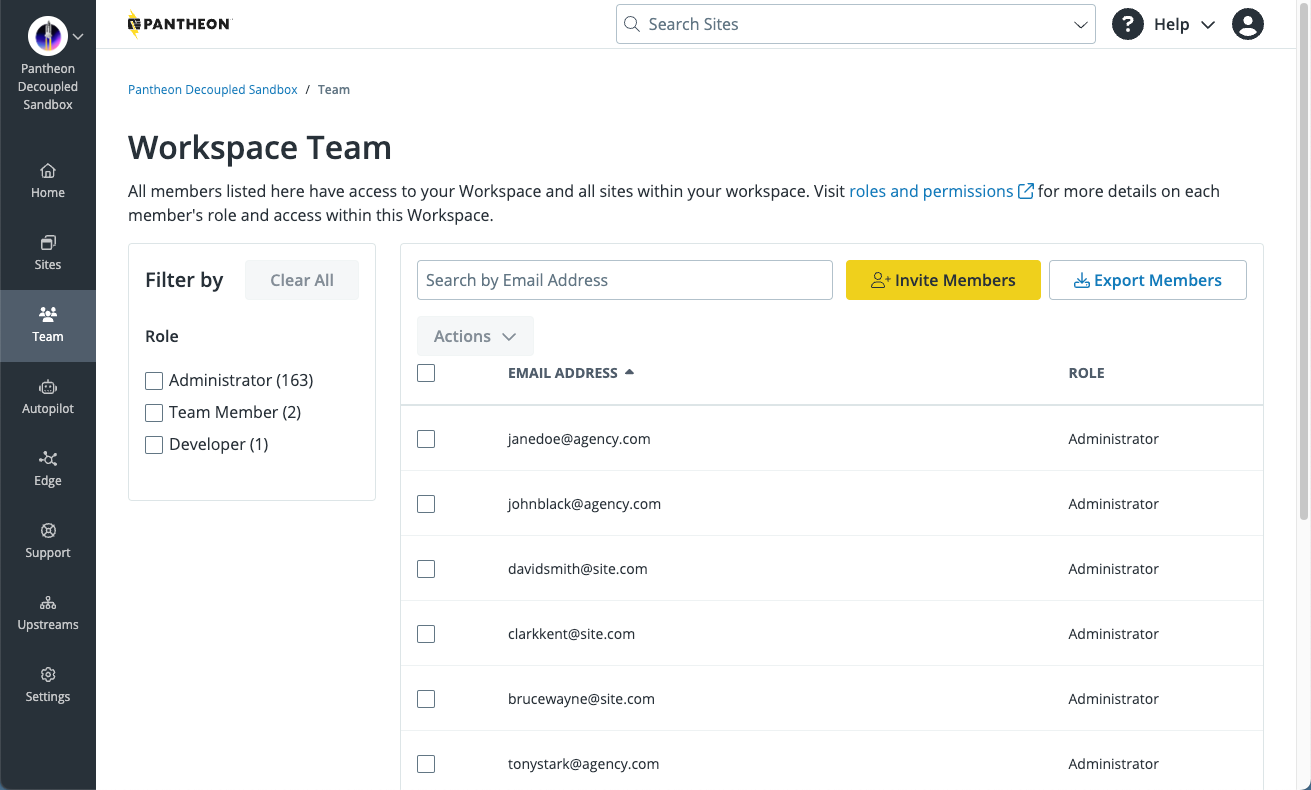 PANTHEON
Search Sites
?
Help
Pantheon
Decoupled
Sandbox
Home
Sites
Team
Autopilot
Edge
Support
Upstreams
Settings
Pantheon Decoupled Sandbox / Team
Workspace Team
All members listed here have access to your Workspace and all sites within your workspace. Visit roles and permissions for more details on each
member's role and access within this Workspace.
Filter by
Clear All
Role
Administrator (163)
Team Member (2)
Developer (1)
Search by Email Address
Invite Members
Export Members
Actions
EMAIL ADDRESS ROLE
janedoe@agency.com Administrator
johnblack@agency.com Administrator
davidsmith@site.com Administrator
clarkkent@site.com Administrator
brucewayne@site.com Administrator
tonystark@agency.com Administrator